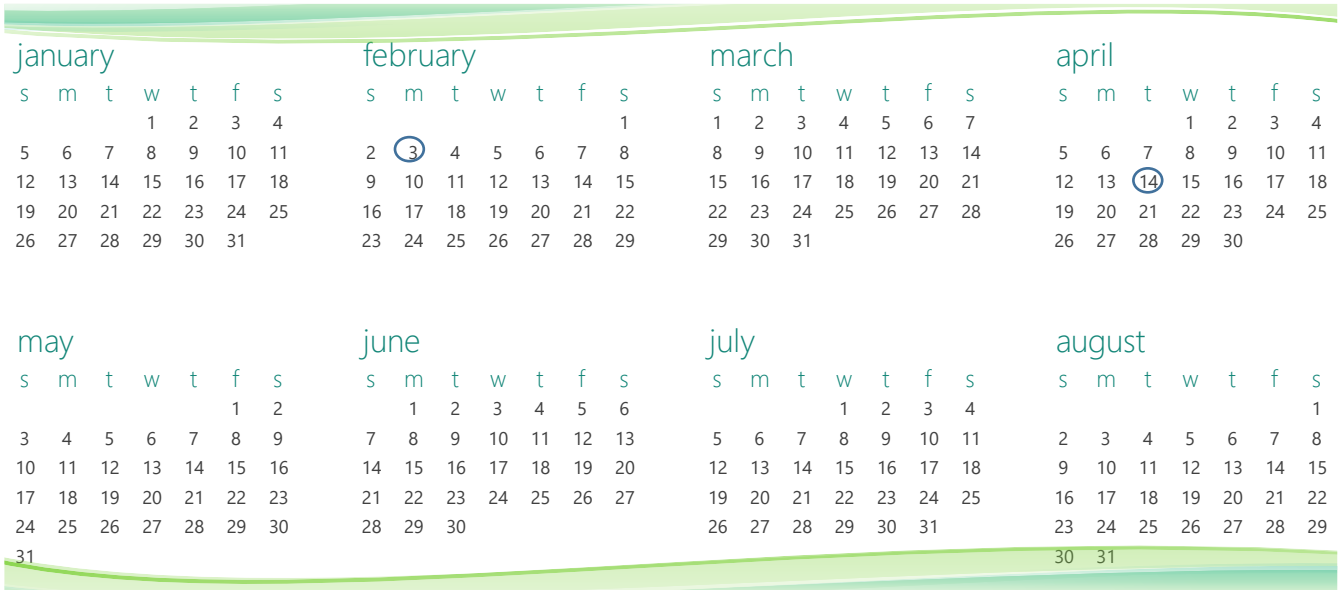 january
s m t w t f s
1 2 3 4
5 6 7 8 9 10 11
12 13 14 15 16 17 18
19 20 21 22 23 24 25
26 27 28 29 30 31
february
s m t w t f s
1
2 3 4 5 6 7 8
9 10 11 12 13 14 15
16 17 18 19 20 21 22
23 24 25 26 27 28 29
march
s m t w t f s
1 2 3 4 5 6 7
8 9 10 11 12 13 14
15 16 17 18 19 20 21
22 23 24 25 26 27 28
29 30 31
april
s m t w t f s
1 2 3 4
5 6 7 8 9 10 11
12 13 14 15 16 17 18
19 20 21 22 23 24 25
26 27 28 29 30
may
s m t w t f s
1 2
3 4 5 6 7 8 9
10 11 12 13 14 15 16
17 18 19 20 21 22 23
24 25 26 27 28 29 30
31
june
s m t w t f s
1 2 3 4 5 6
7 8 9 10 11 12 13
14 15 16 17 18 19 20
21 22 23 24 25 26 27
28 29 30
july
s m t w t f s
1 2 3 4
5 6 7 8 9 10 11
12 13 14 15 16 17 18
19 20 21 22 23 24 25
26 27 28 29 30 31
august
s m t w t f s
1
2 3 4 5 6 7 8
9 10 11 12 13 14 15
16 17 18 19 20 21 22
23 24 25 26 27 28 29
30 31